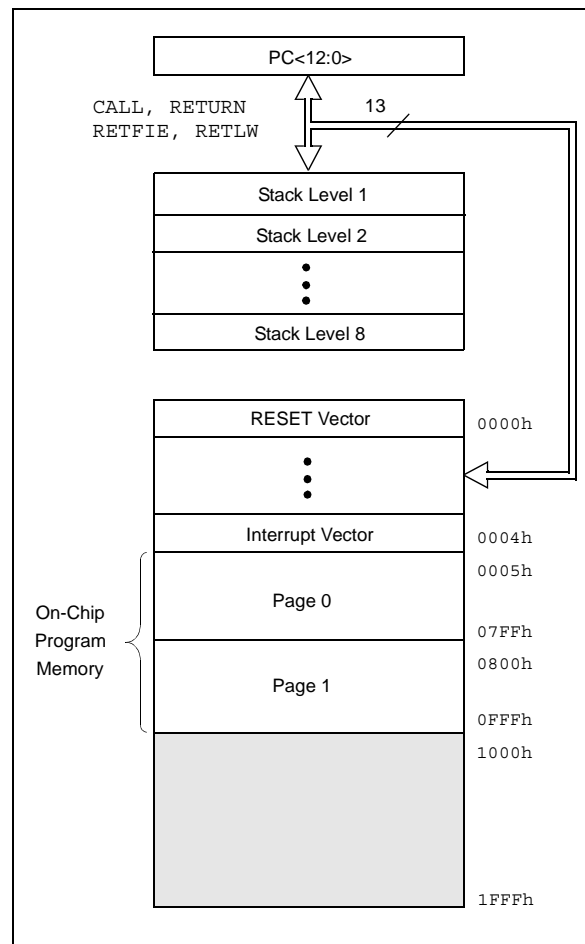 PC<12:0>
CALL, RETURN
RETFIE, RETLW
13
Stack Level 1
Stack Level 2
Stack Level 8
RESET Vector
0000h
Interrupt Vector
0004h
0005h
On-Chip
Program
Memory
Page 0
07FFh
0800h
Page 1
0FFFh
1000h
1FFFh